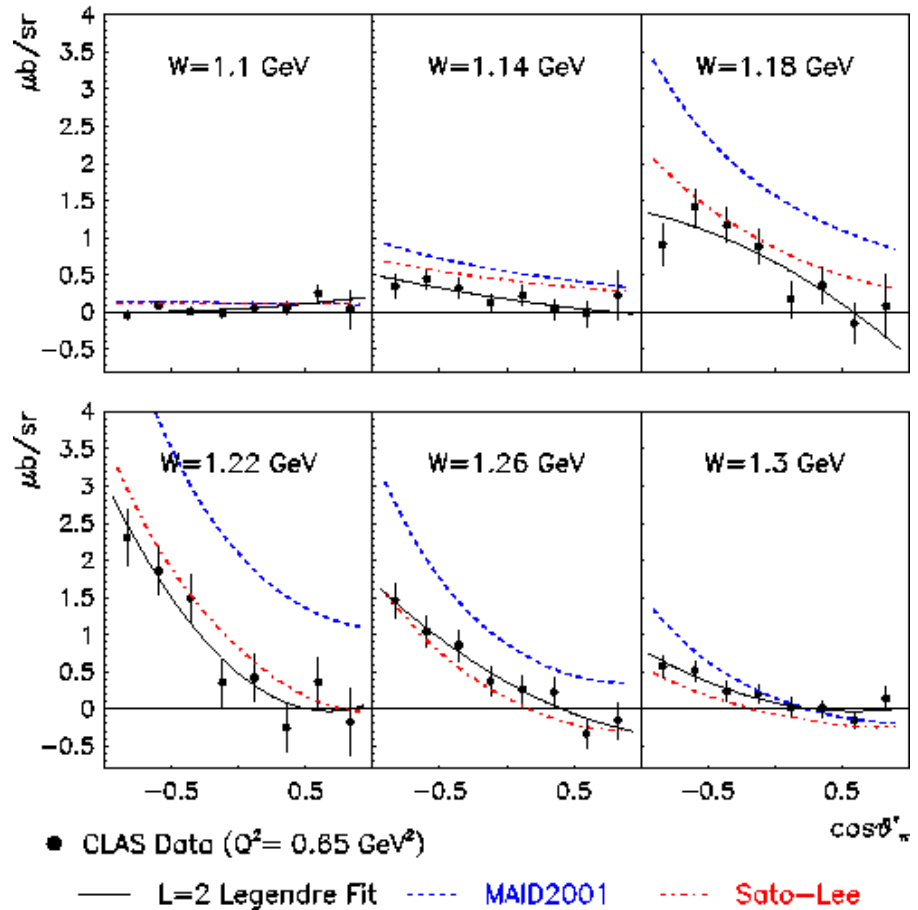 μb/sr
4
3.5
3
2.5
2
1.5
1
0.5
0
−0.5
W=1.1 GeV
W=1.14 GeV
W=1.18 GeV
μb/sr
4
3.5
3
2.5
2
1.5
1
0.5
0
−0.5
W=1.22 GeV
W=1.26 GeV
W=1.3 GeV
−0.5 0.5 −0.5 0.5 −0.5 0.5
cosϑ*π
CLAS Data (Q²= 0.65 GeV²)
L=2 Legendre Fit MAID2001 Sato−Lee